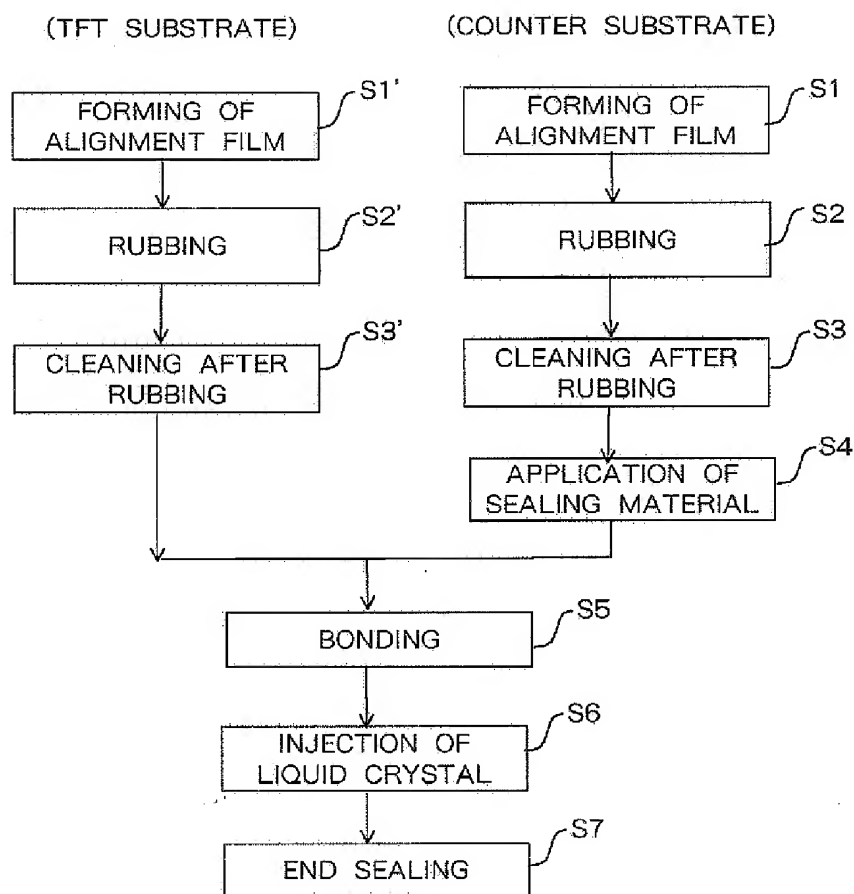 (TFT SUBSTRATE)
(COUNTER SUBSTRATE)
S1'
FORMING OF
ALIGNMENT FILM
S1
FORMING OF
ALIGNMENT FILM
S2'
RUBBING
S2
RUBBING
S3'
CLEANING AFTER
RUBBING
S3
CLEANING AFTER
RUBBING
S4
APPLICATION OF
SEALING MATERIAL
S5
BONDING
S6
INJECTION OF
LIQUID CRYSTAL
S7
END SEALING